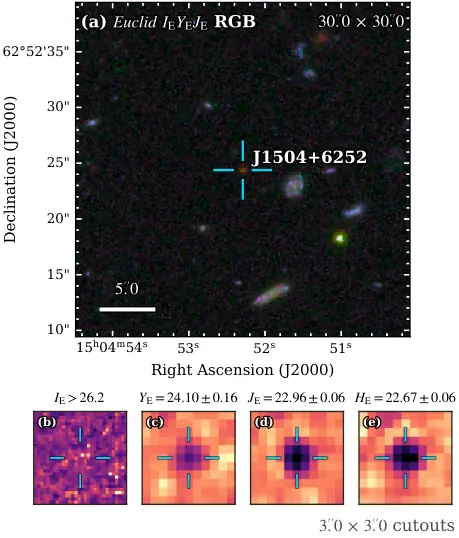 (a) Euclid IEYEJE RGB 30.″0 × 30.″0
62°52'35"
30"
25"
20"
15"
10"
Declination (J2000)
J1504+6252
5.″0
15ʰ04ᵐ54ˢ 53ˢ 52ˢ 51ˢ
Right Ascension (J2000)
IE > 26.2 YE = 24.10 ± 0.16 JE = 22.96 ± 0.06 HE = 22.67 ± 0.06
(b) (c) (d) (e)
3.″0 × 3.″0 cutouts